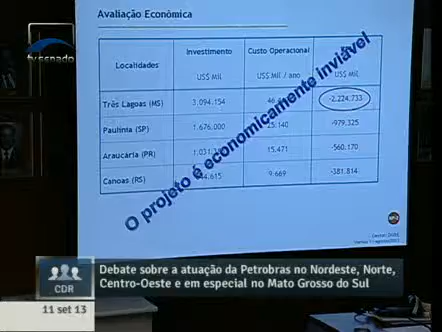 Avaliação Econômica
tv senado
Localidades
Investimento
US$ Mil
Custo Operacional
US$ Mil / ano
US$ Mil
Três Lagoas (MS) 3.094.154 -2.224.733
Paulínia (SP) 1.676.000 25.140 -979.325
Araucária (PR) 15.471 -560.170
Canoas (RS) 9.669 -381.814
O projeto é economicamente inviável
CDR
Debate sobre a atuação da Petrobras no Nordeste, Norte,
Centro-Oeste e em especial no Mato Grosso do Sul
11 set 13